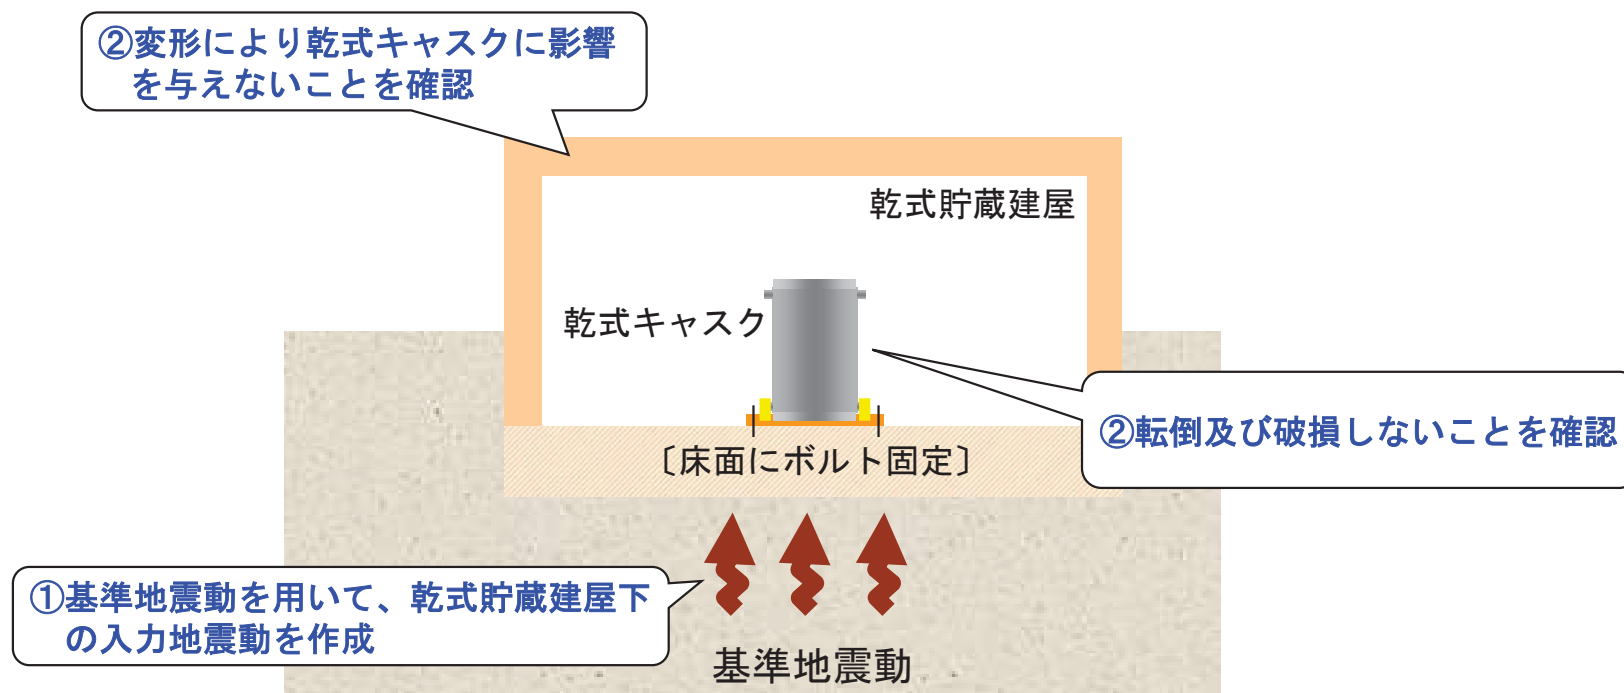 ②変形により乾式キャスクに影響
を与えないことを確認
乾式貯蔵建屋
乾式キャスク
②転倒及び破損しないことを確認
〔床面にボルト固定〕
①基準地震動を用いて、乾式貯蔵建屋下
の入力地震動を作成
基準地震動